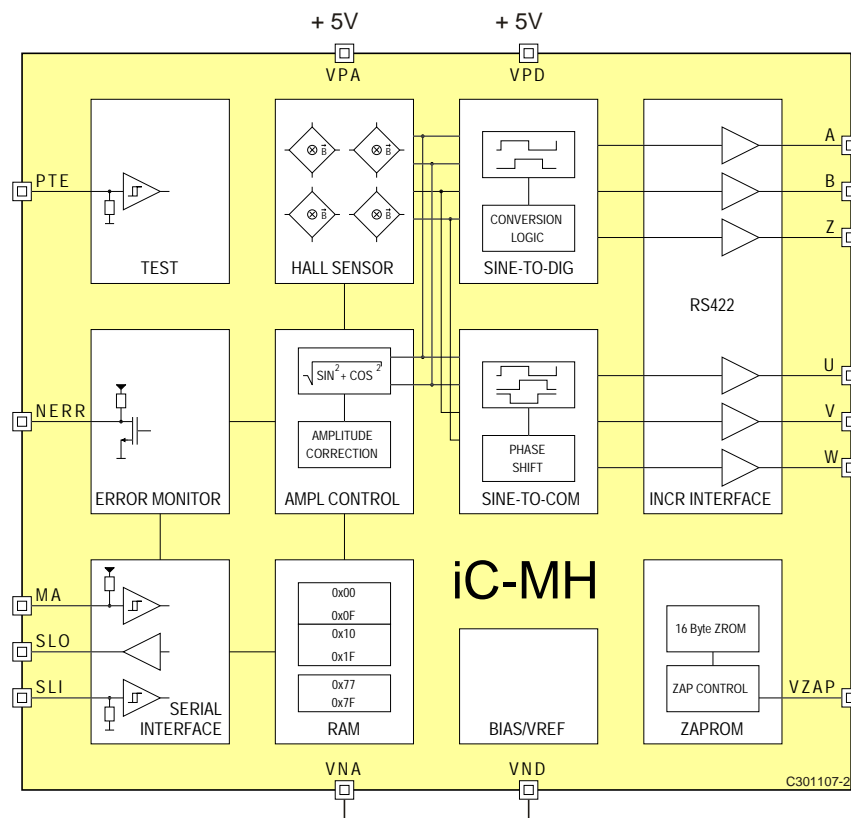 + 5V
+ 5V
VPA
VPD
PTE
TEST
B
B
B
B
HALL SENSOR
CONVERSION
LOGIC
SINE-TO-DIG
RS422
A
B
Z
NERR
ERROR MONITOR
√SIN² + COS²
AMPLITUDE
CORRECTION
AMPL CONTROL
PHASE
SHIFT
SINE-TO-COM
INCR INTERFACE
U
V
W
iC-MH
MA
SLO
SLI
SERIAL
INTERFACE
0x00
0x0F
0x10
0x1F
0x77
0x7F
RAM
BIAS/VREF
16 Byte ZROM
ZAP CONTROL
ZAPROM
VZAP
VNA
VND
C301107-2